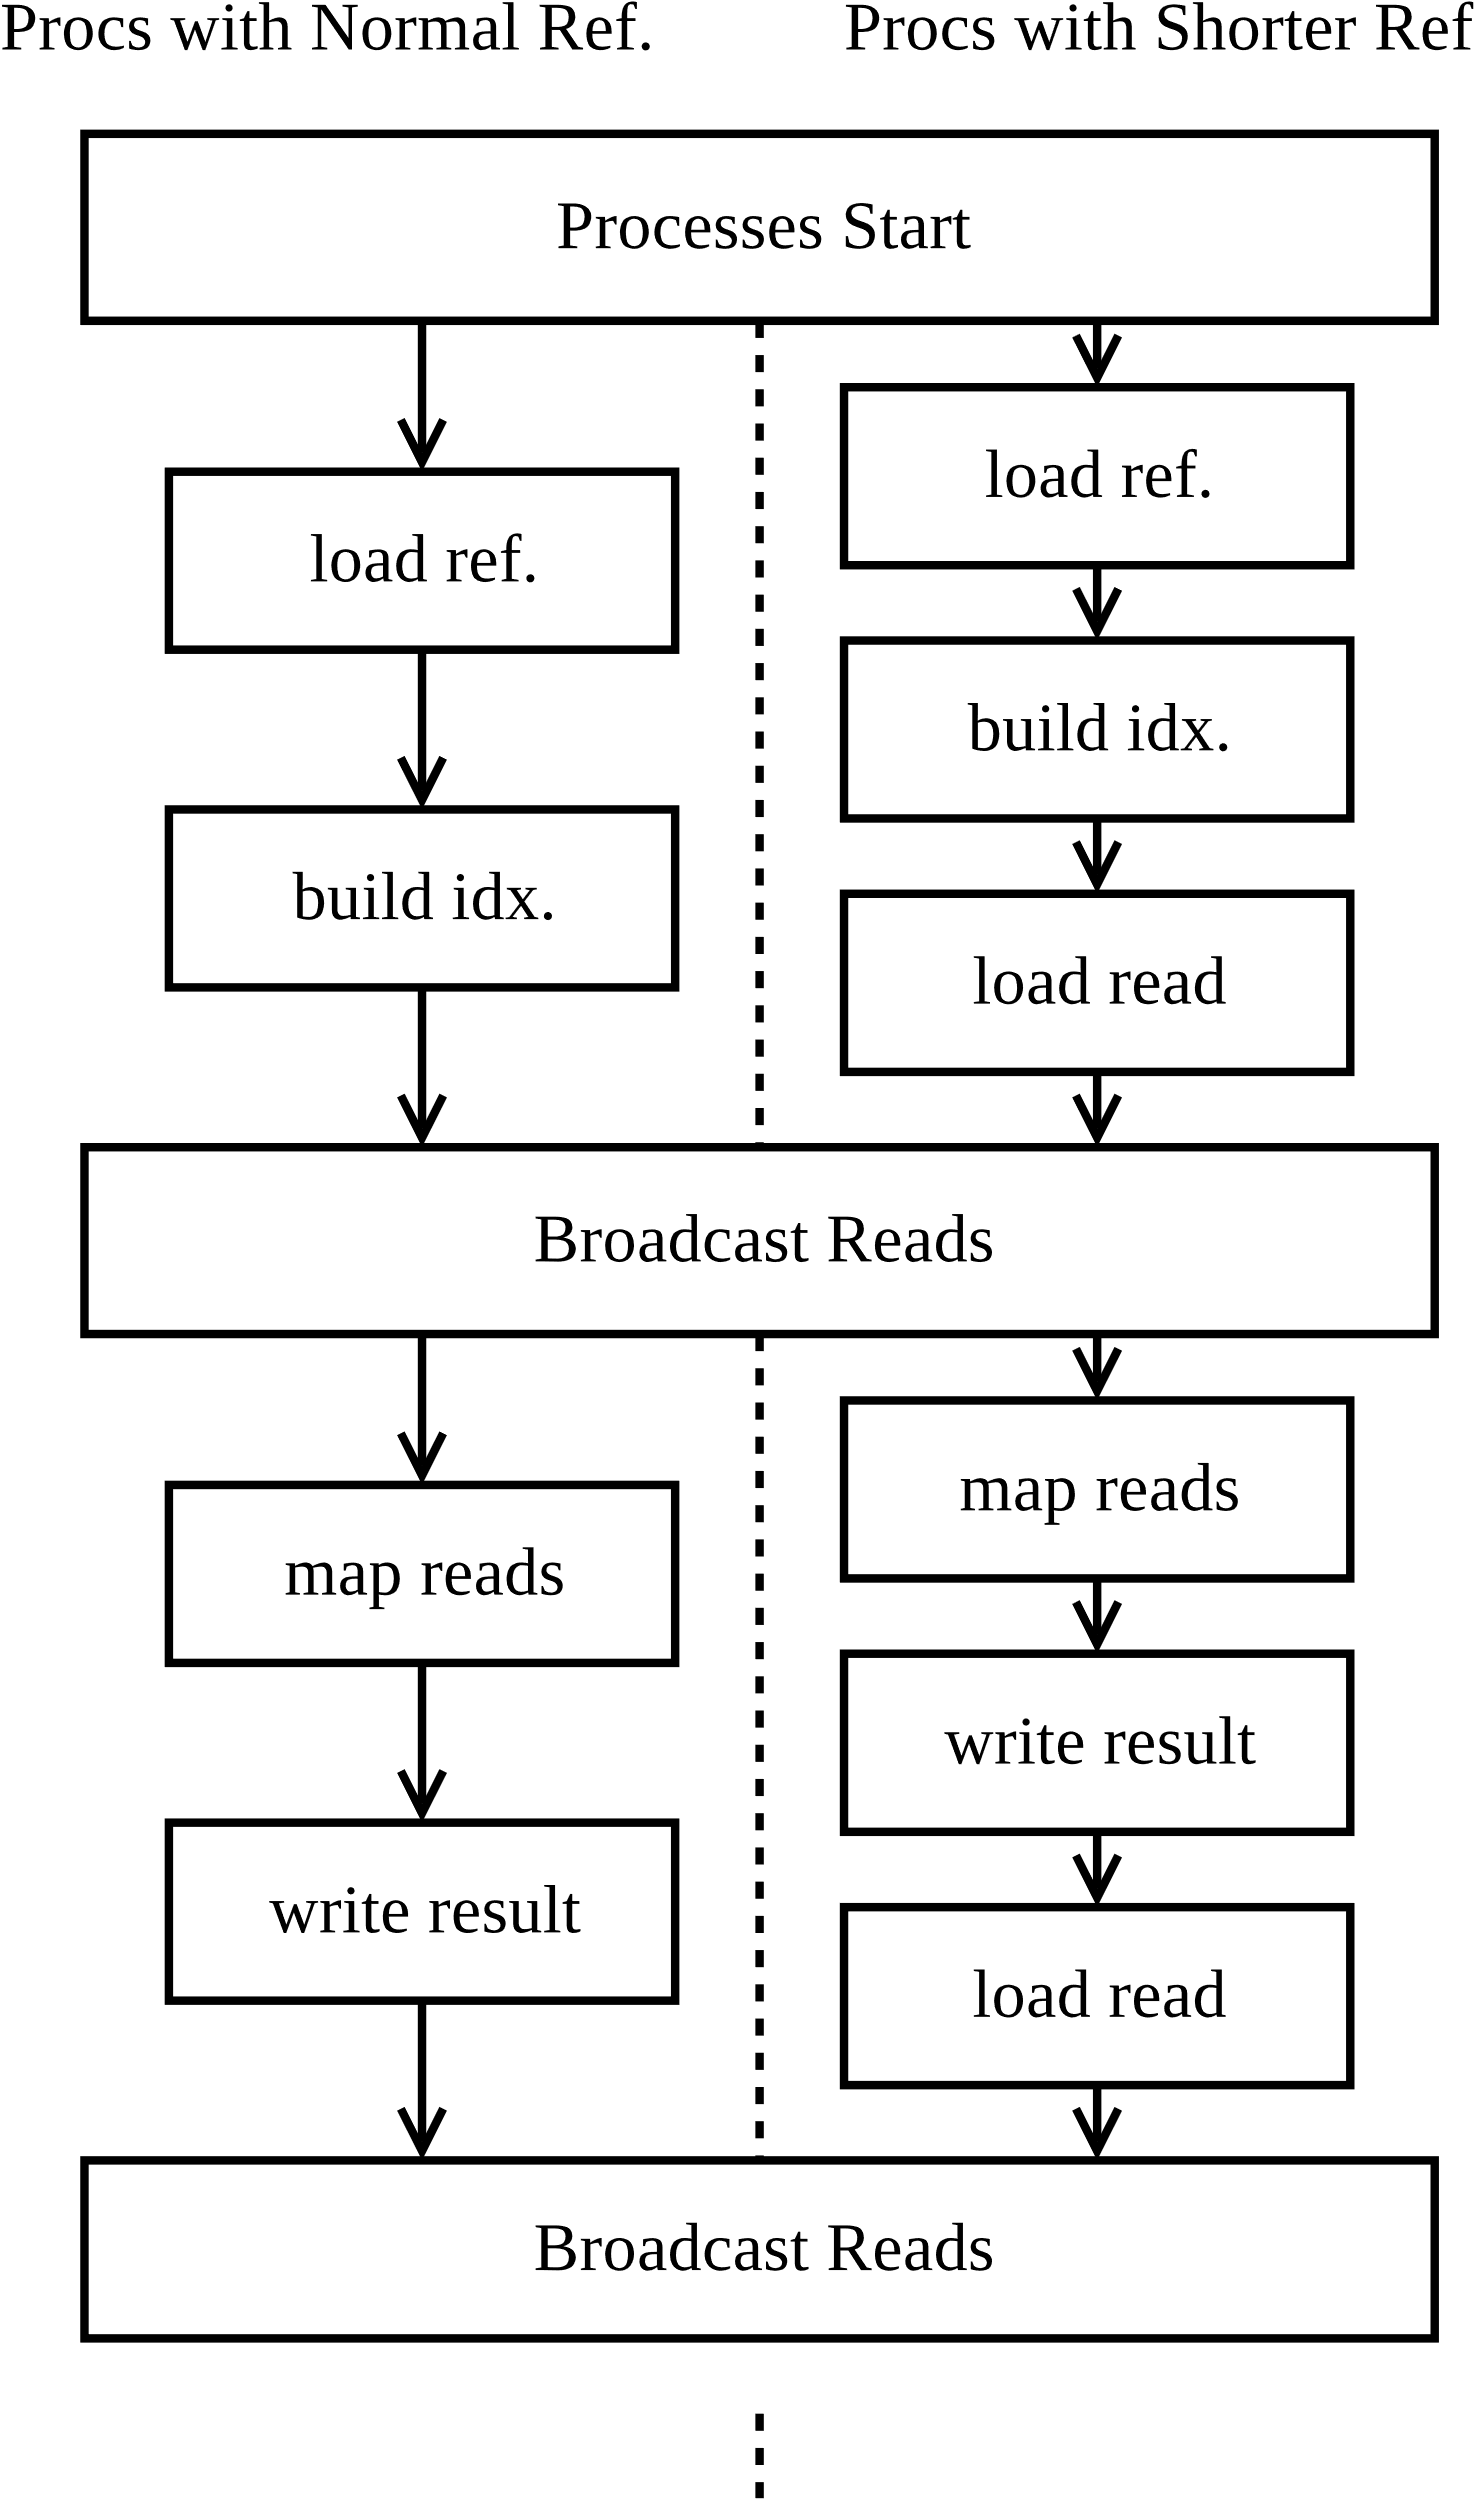 Procs with Normal Ref.
Procs with Shorter Ref
Processes Start
load ref.
build idx.
load ref.
build idx.
load read
Broadcast Reads
map reads
write result
map reads
write result
load read
Broadcast Reads